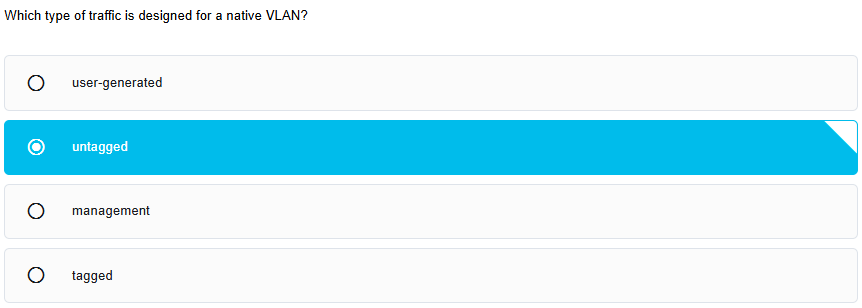 Which type of traffic is designed for a native VLAN?
user-generated
untagged
management
tagged